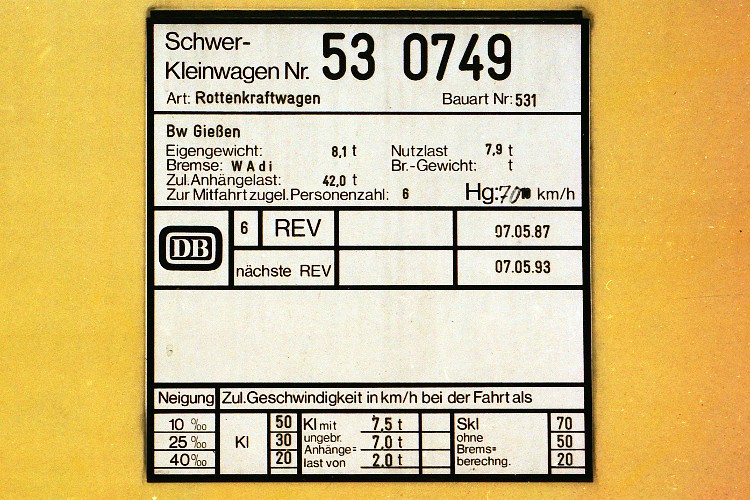 Schwer-
Kleinwagen Nr. 53 0749
Art: Rottenkraftwagen Bauart Nr: 531
Bw Gießen
Eigengewicht: 8,1 t Nutzlast 7,9 t
Bremse: W A d i Br.-Gewicht: t
Zul. Anhängelast: 42,0 t
Zur Mitfahrt zugel. Personenzahl: 6 Hg: 70 km/h
DB 6 REV 07.05.87
nächste REV 07.05.93
Neigung Zul. Geschwindigkeit in km/h bei der Fahrt als
10 ‰ Kl 50 Kl mit 7,5 t Skl 70
25 ‰ 30 ungebr. 7,0 t ohne 50
Anhänge= Brems=
40 ‰ 20 last von 2,0 t berechng. 20